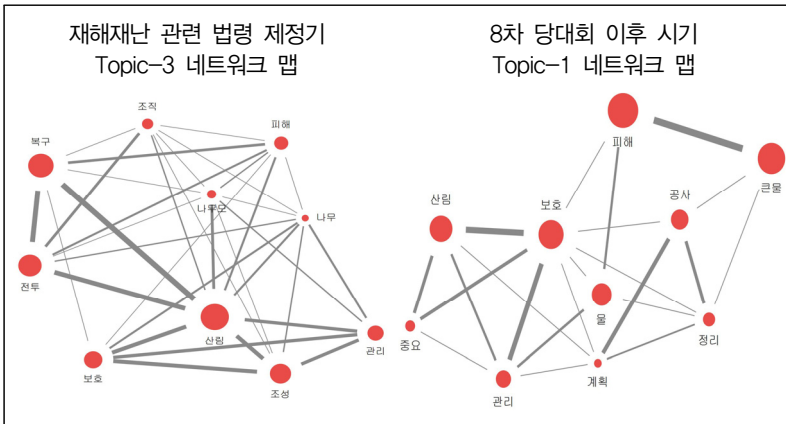 재해재난 관련 법령 제정기
Topic-3 네트워크 맵
조직
피해
복구
나무모
나무
전투
산림
관리
보호
조성
8차 당대회 이후 시기
Topic-1 네트워크 맵
피해
큰물
공사
산림
보호
물
중요
정리
계획
관리